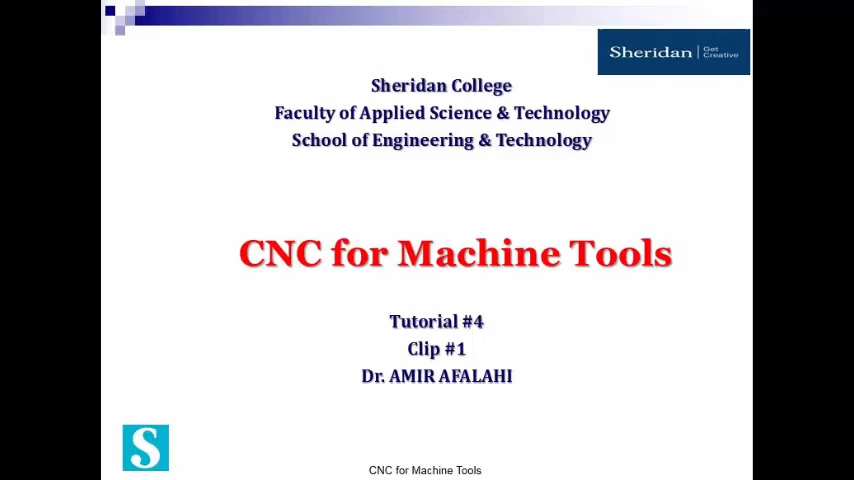 Sheridan | Get Creative
Sheridan College
Faculty of Applied Science & Technology
School of Engineering & Technology
CNC for Machine Tools
Tutorial #4
Clip #1
Dr. AMIR AFALAHI
S
CNC for Machine Tools